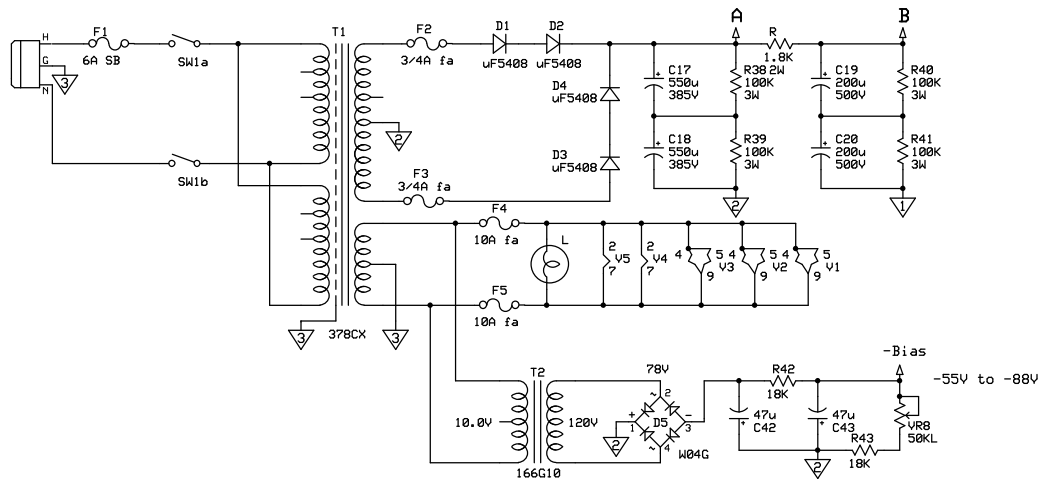 H
G
N
3
F1
6A SB
SW1a
SW1b
T1
378CX
3
3
F2
3/4A fa
D1
uF5408
D2
uF5408
D4
uF5408
D3
uF5408
2
F3
3/4A fa
A
C17
550u
385V
C18
550u
385V
R38
100K
3W
R39
100K
3W
2
R
1.8K
2W
B
C19
200u
500V
C20
200u
500V
R40
100K
3W
R41
100K
3W
1
F4
10A fa
F5
10A fa
L
2
V5
7
2
V4
7
4
5
V3
9
4
5
V2
9
4
5
V1
9
T2
10.0V
120V
166G10
78V
~
2
+
1
D5
-
3
~
4
W04G
2
47u
C42
R42
18K
47u
C43
2
R43
18K
VR8
50KL
-Bias
-55V to -88V